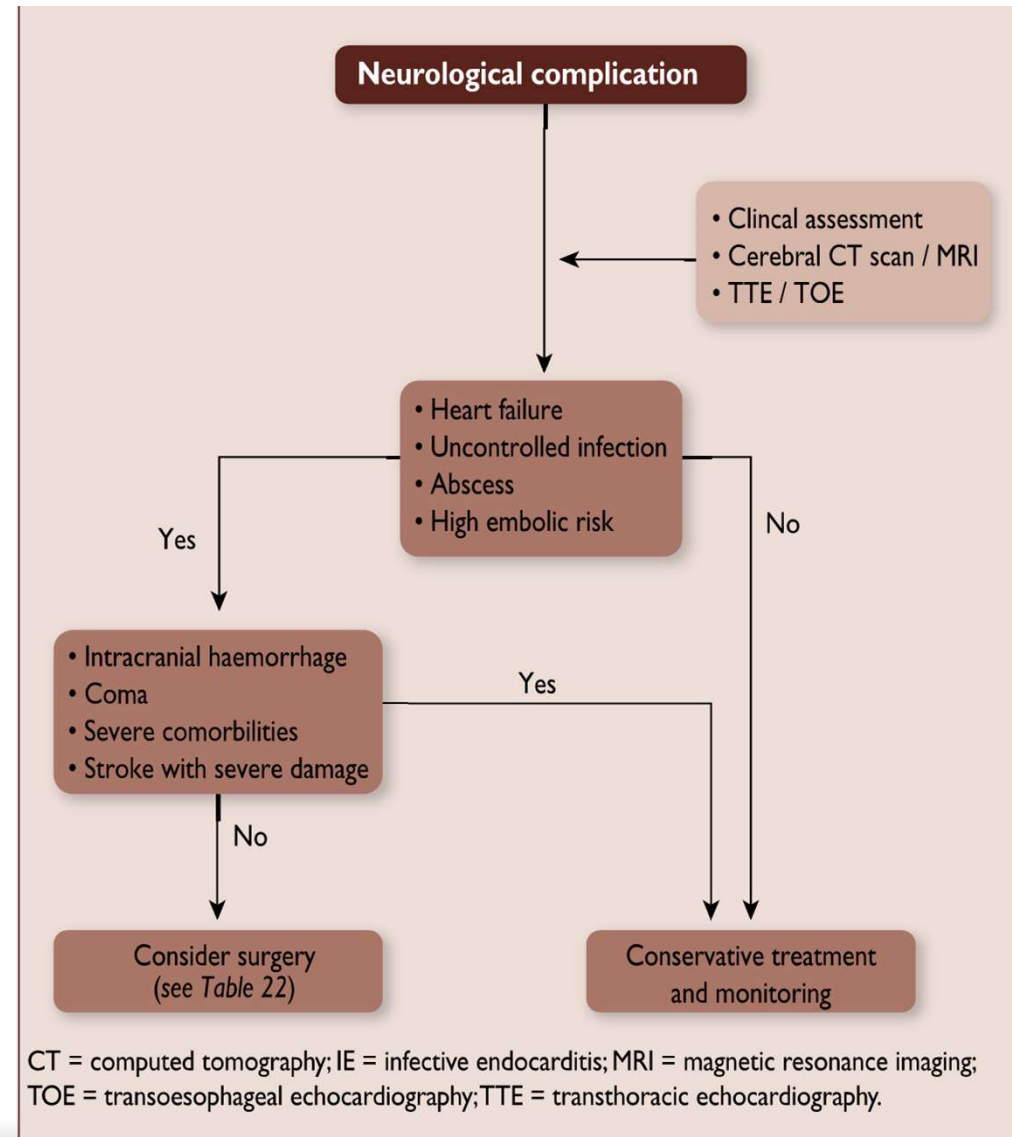 Neurological complication
• Clincal assessment
• Cerebral CT scan / MRI
• TTE / TOE
• Heart failure
• Uncontrolled infection
• Abscess
• High embolic risk
Yes
No
• Intracranial haemorrhage
• Coma
• Severe comorbilities
• Stroke with severe damage
Yes
No
Consider surgery
(see Table 22)
Conservative treatment
and monitoring
CT = computed tomography; IE = infective endocarditis; MRI = magnetic resonance imaging;
TOE = transoesophageal echocardiography; TTE = transthoracic echocardiography.